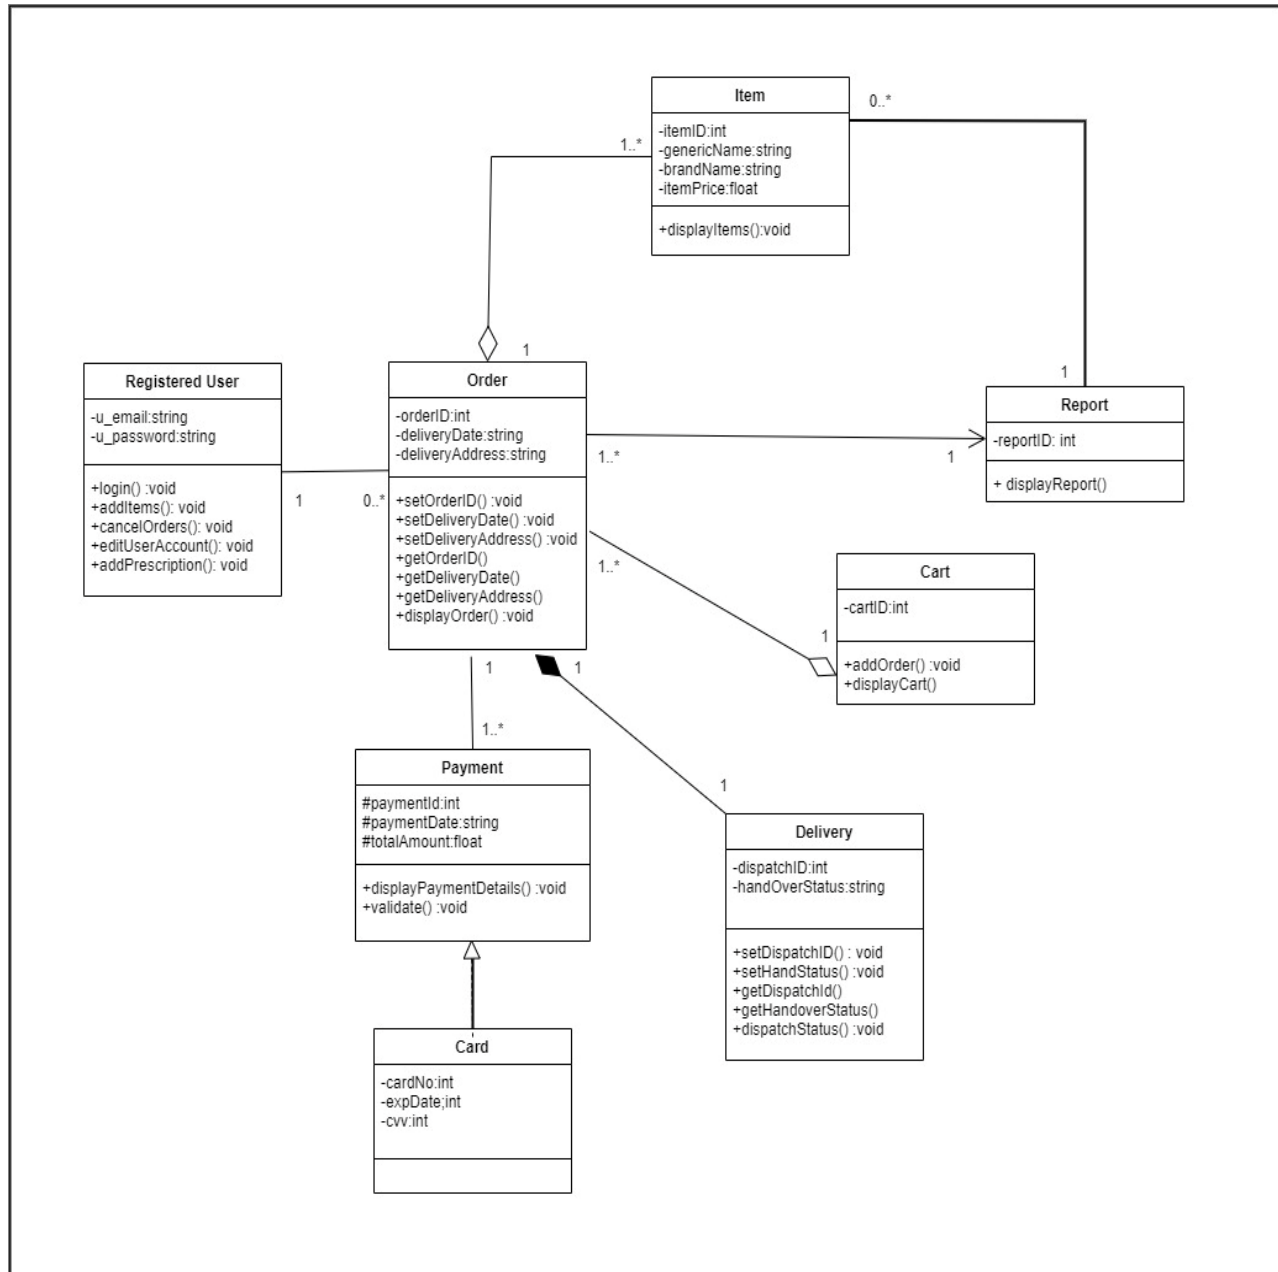 Item
-itemID:int
-genericName:string
-brandName:string
-itemPrice:float
+displayItems():void
0..*
1..*
1
Registered User
-u_email:string
-u_password:string
+login() :void
+addItems(): void
+cancelOrders(): void
+editUserAccount(): void
+addPrescription(): void
1
0..*
Order
-orderID:int
-deliveryDate:string
-deliveryAddress:string
+setOrderID() :void
+setDeliveryDate() :void
+setDeliveryAddress() :void
+getOrderID()
+getDeliveryDate()
+getDeliveryAddress()
+displayOrder() :void
1..*
1
1
Report
-reportID: int
+ displayReport()
1..*
1
Cart
-cartID:int
+addOrder() :void
+displayCart()
1
1
1..*
1
Payment
#paymentId:int
#paymentDate:string
#totalAmount:float
+displayPaymentDetails() :void
+validate() :void
Delivery
-dispatchID:int
-handOverStatus:string
+setDispatchID() : void
+setHandStatus() :void
+getDispatchId()
+getHandoverStatus()
+dispatchStatus() :void
Card
-cardNo:int
-expDate;int
-cvv:int